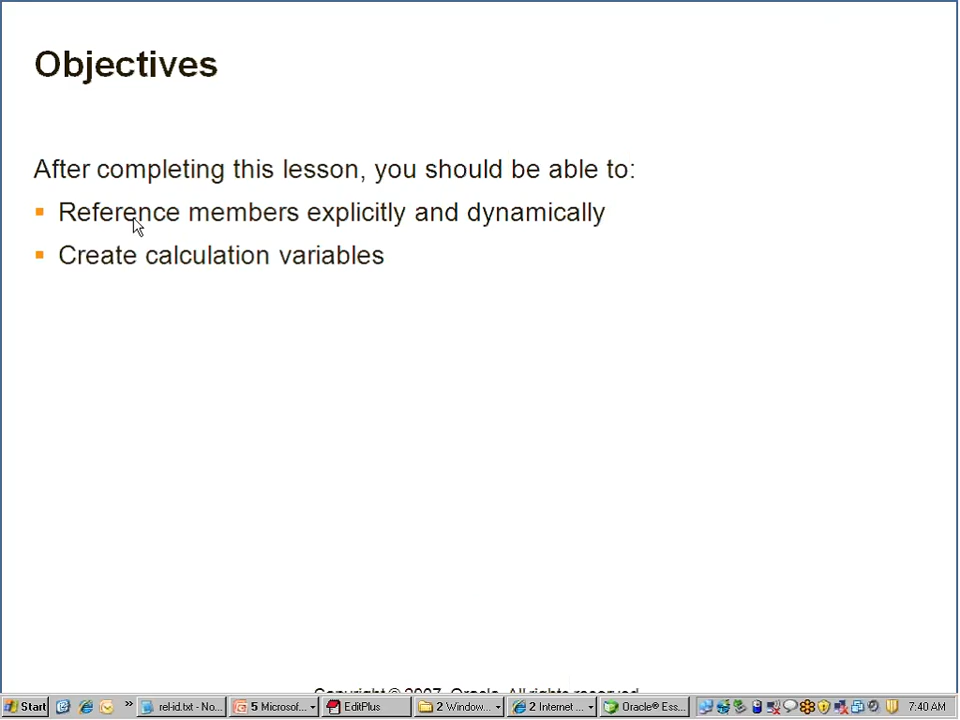 Objectives
After completing this lesson, you should be able to:
Reference members explicitly and dynamically
Create calculation variables
Copyright © 2007, Oracle. All rights reserved.
Start
»
rel-id.txt - No...
5 Microsof...
EditPlus
2 Window...
2 Internet ...
Oracle® Ess...
7:40 AM